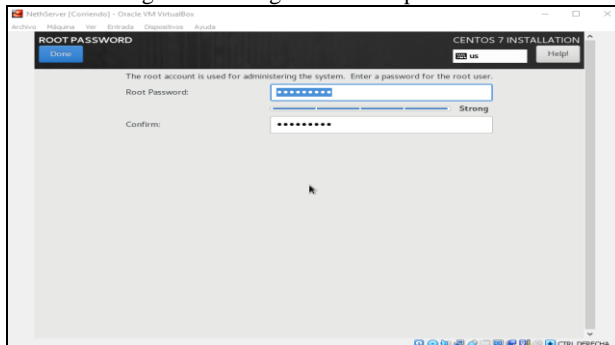 NethServer [Corriendo] - Oracle VM VirtualBox
Archivo Máquina Ver Entrada Dispositivos Ayuda
ROOT PASSWORD
CENTOS 7 INSTALLATION
Done
us
Help!
The root account is used for administering the system. Enter a password for the root user.
Root Password:
•••••••••
Strong
Confirm:
•••••••••
CTRL DERECHA